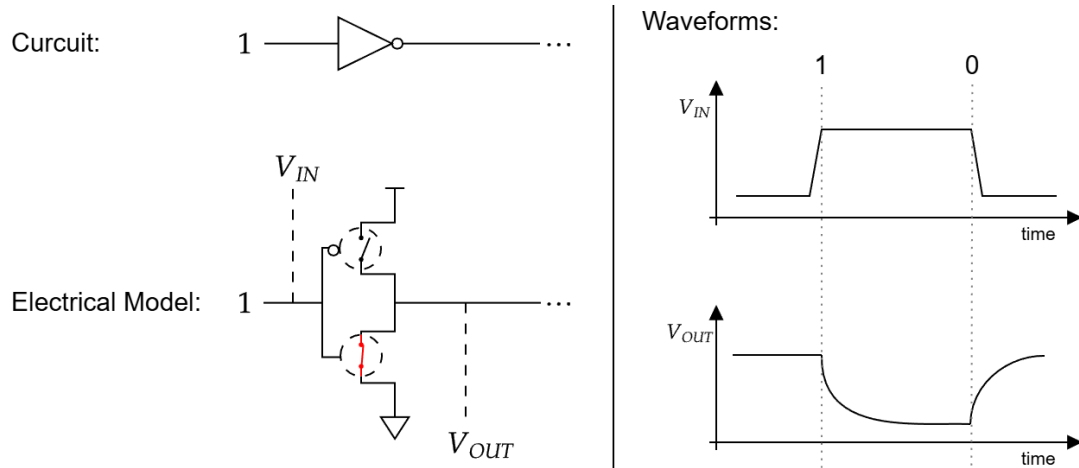 Curcuit:
1
...
V_IN
Electrical Model:
1
...
V_OUT
Waveforms:
1 0
V_IN
time
V_OUT
time